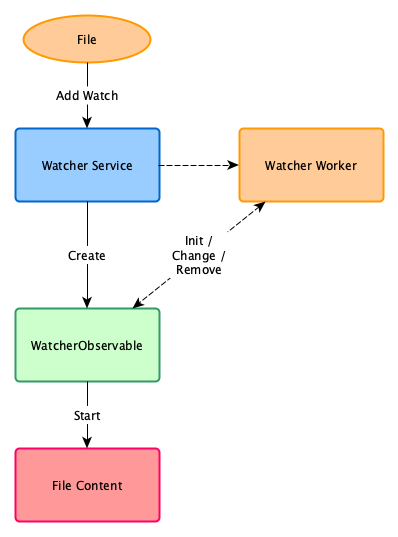 File
Add Watch
Watcher Service
Watcher Worker
Init /
Change /
Remove
Create
WatcherObservable
Start
File Content